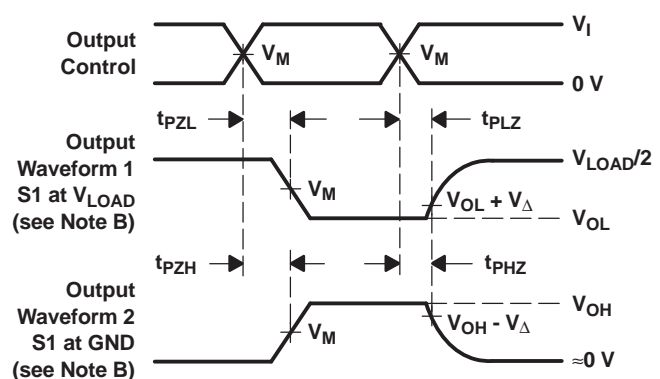 Output
Control
V_M
V_M
V_I
0 V
t_PZL
t_PLZ
Output
Waveform 1
S1 at V_LOAD
(see Note B)
V_M
V_LOAD/2
V_OL + V_Δ
V_OL
t_PZH
t_PHZ
Output
Waveform 2
S1 at GND
(see Note B)
V_M
V_OH
V_OH - V_Δ
≈0 V